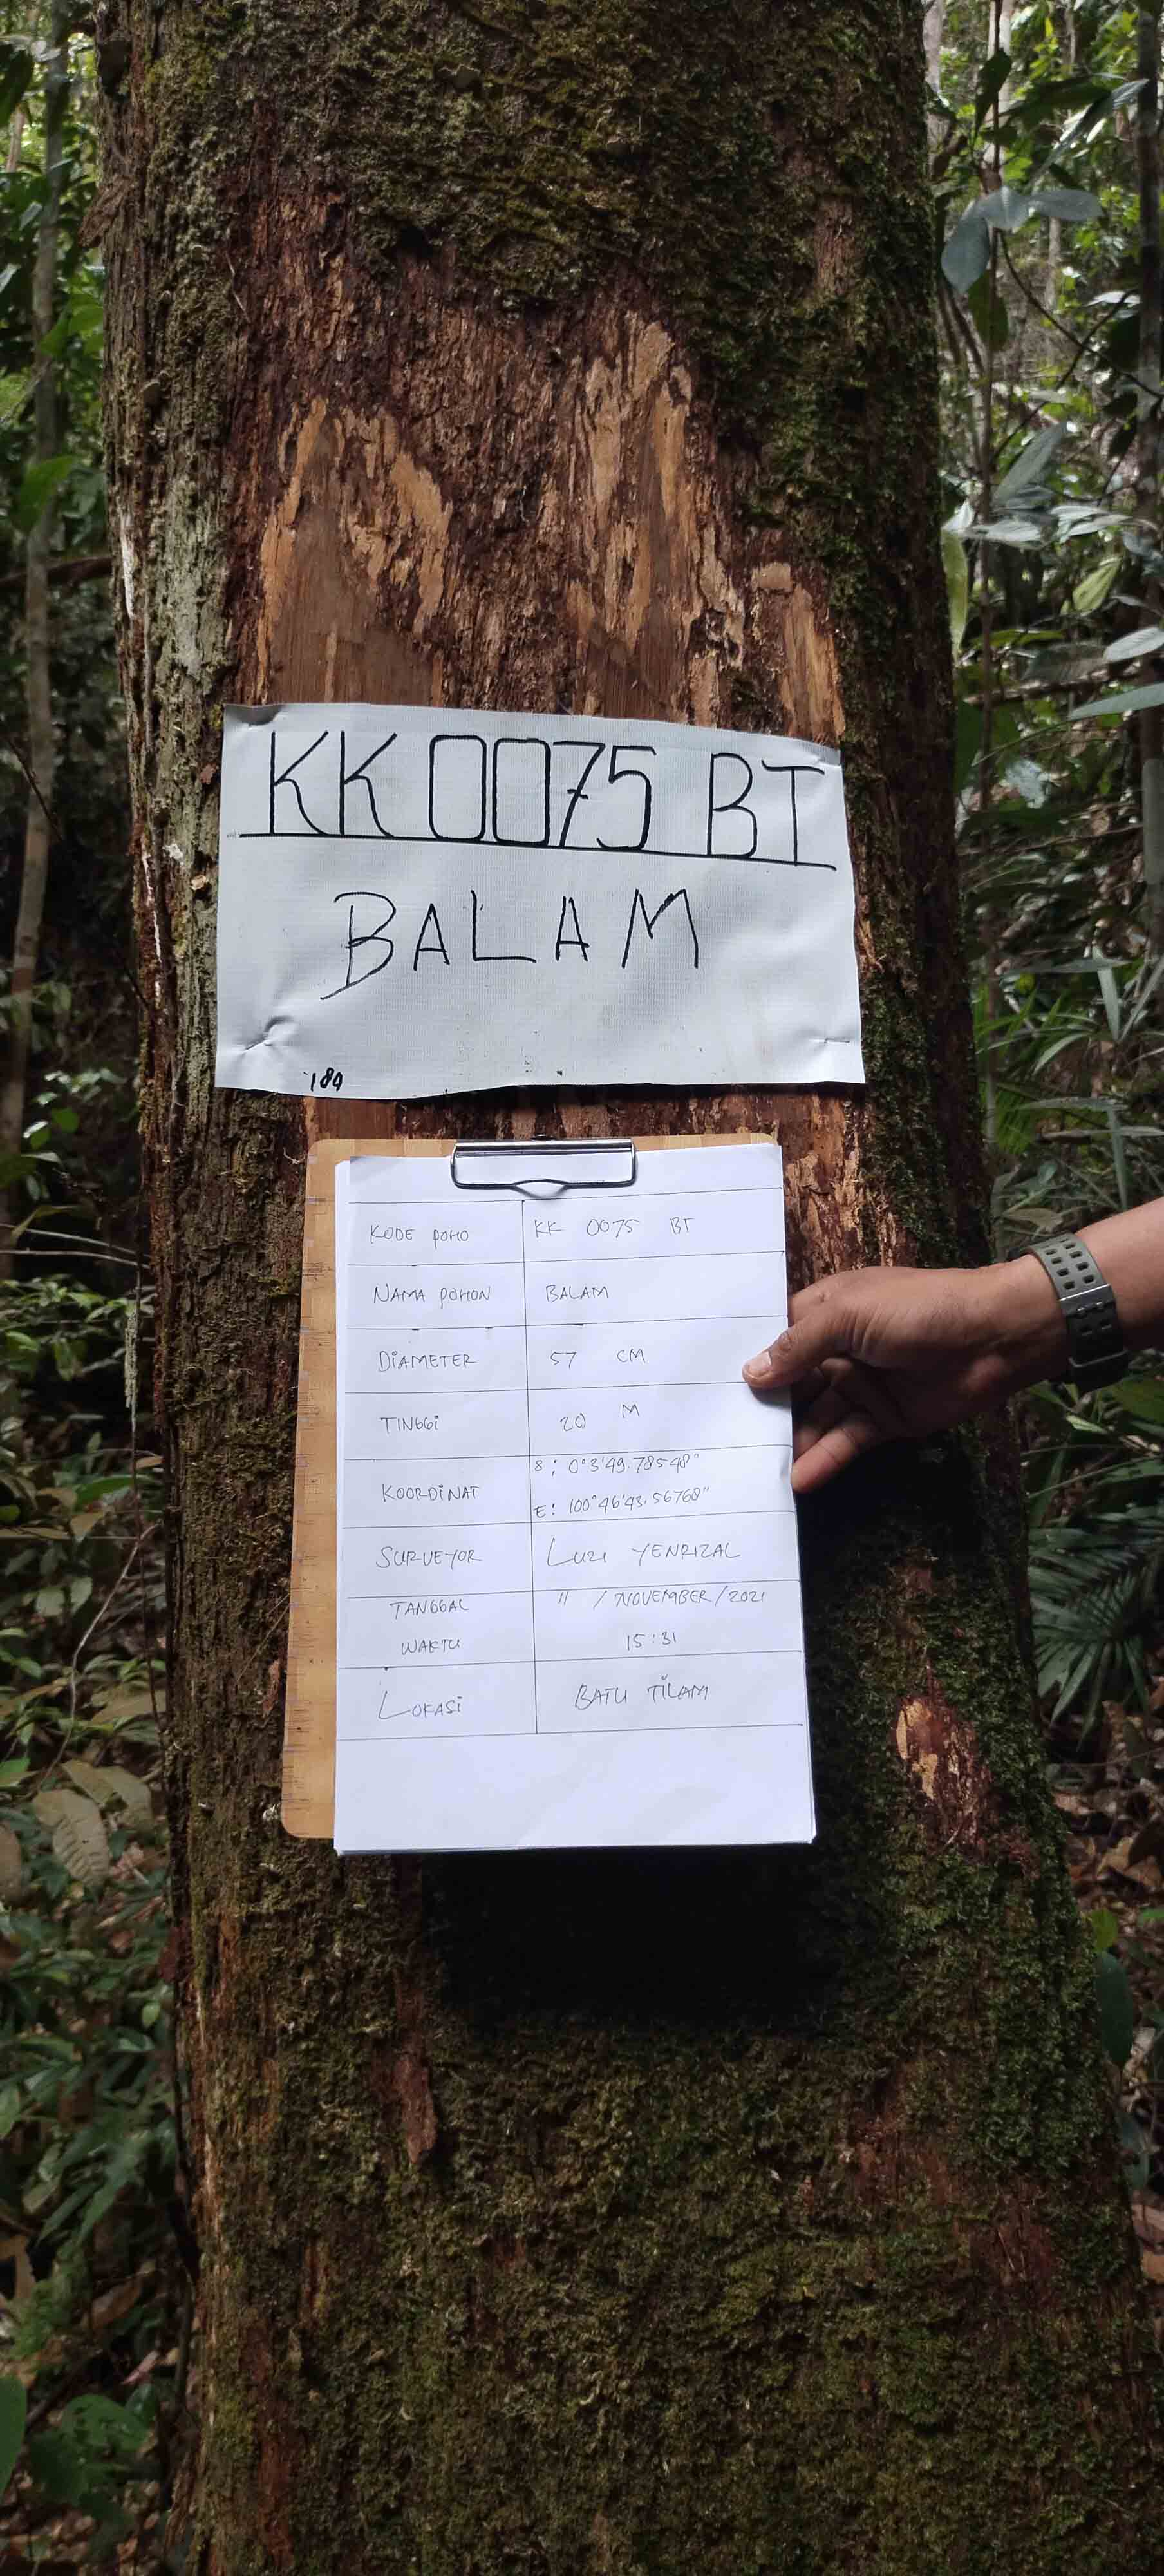 KK 0075 BT
BALAM
184
KODE POHO KK 0075 BT
NAMA POHON BALAM
DIAMETER 57 CM
TINGGI 20 M
KOORDINAT S: 0°3'49.78548"
E: 100°46'43.56768"
SURVEYOR LUZI YENRIZAL
TANGGAL 11 / NOVEMBER / 2021
WAKTU 15:31
LOKASI BATU TILAM